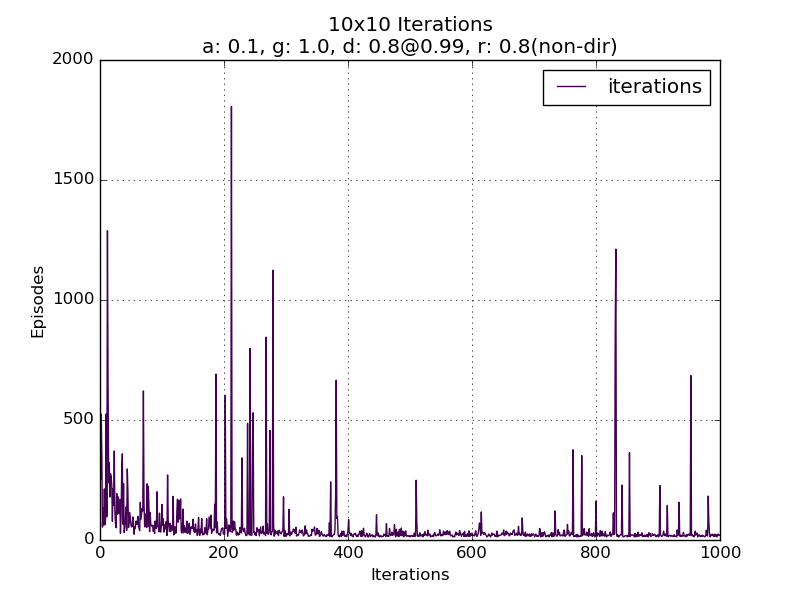 10x10 Iterations
a: 0.1, g: 1.0, d: 0.8@0.99, r: 0.8(non-dir)
2000
iterations
1500
Episodes
1000
500
0
0 200 400 600 800 1000
Iterations